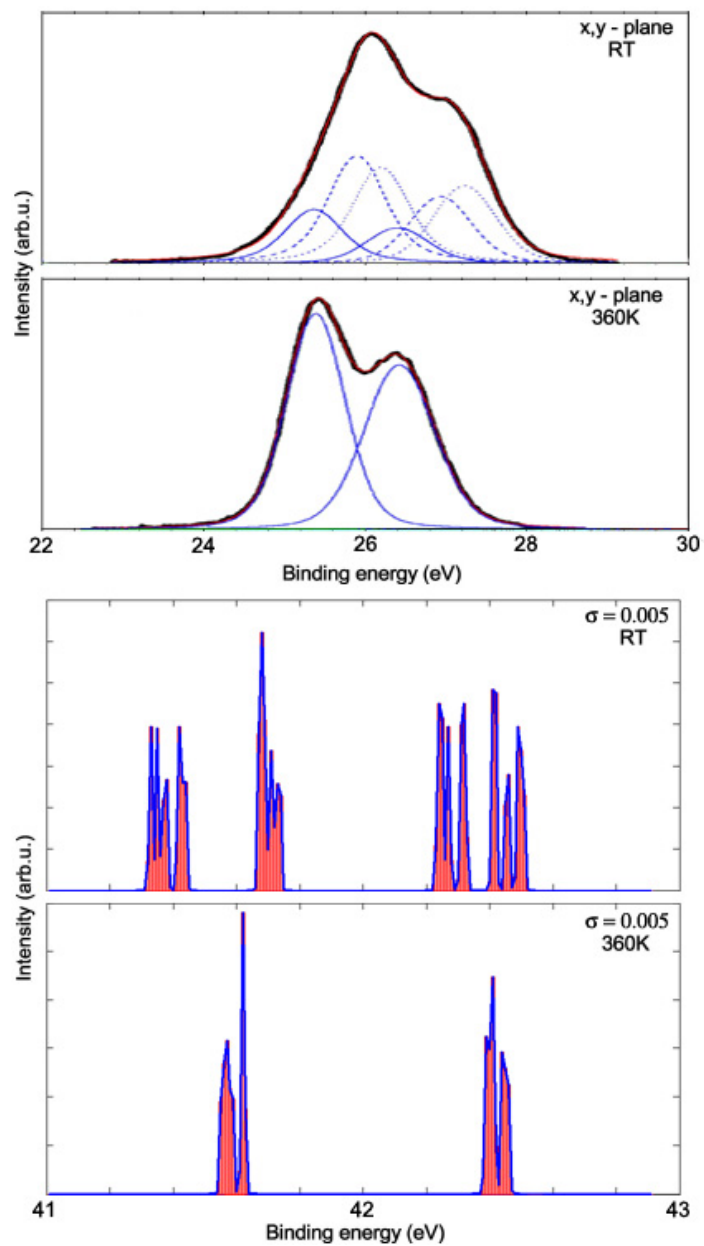 x,y - plane
RT
x,y - plane
360K
Intensity (arb.u.)
22 24 26 28 30
Binding energy (eV)
σ = 0.005
RT
σ = 0.005
360K
Intensity (arb.u.)
41 42 43
Binding energy (eV)